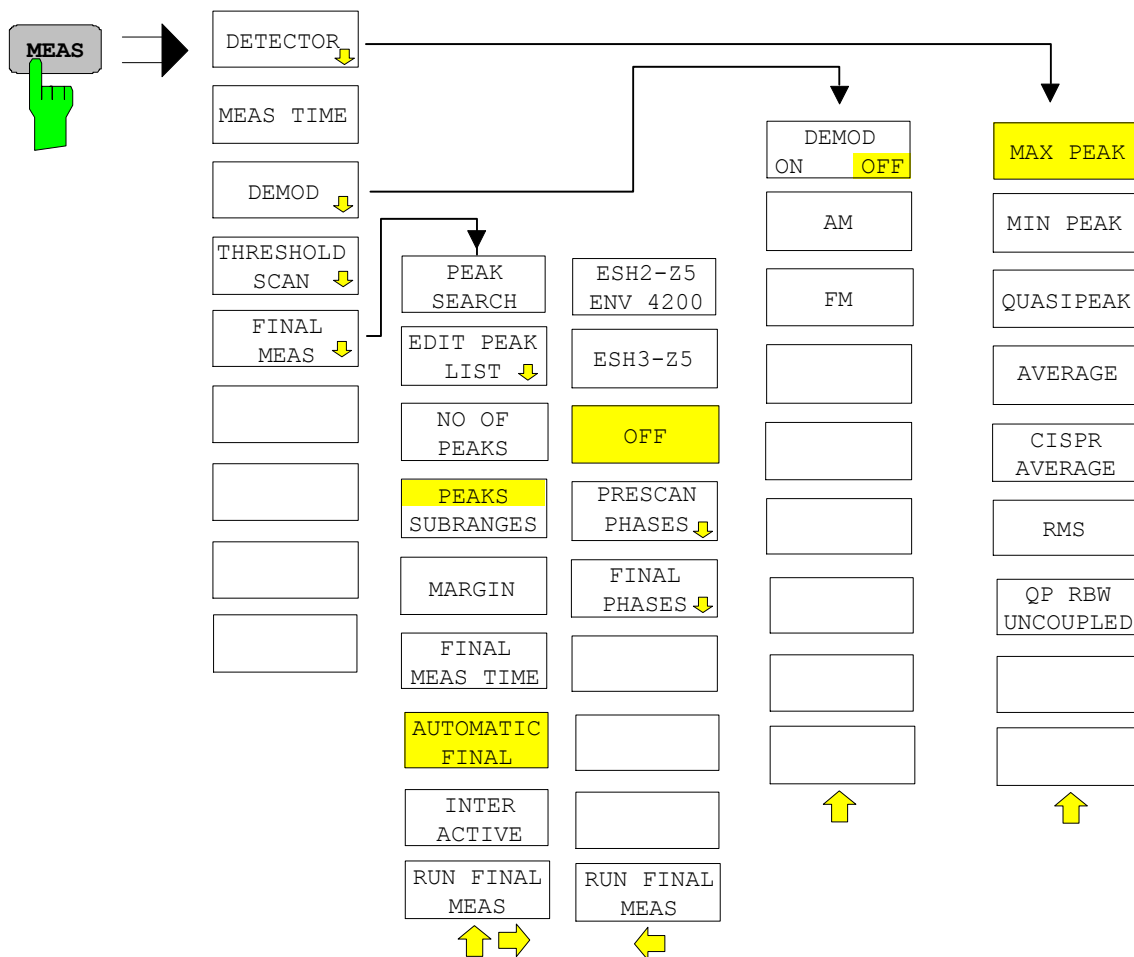 MEAS
DETECTOR
MEAS TIME
DEMOD
THRESHOLD
SCAN
FINAL
MEAS
PEAK
SEARCH
EDIT PEAK
LIST
NO OF
PEAKS
PEAKS
SUBRANGES
MARGIN
FINAL
MEAS TIME
AUTOMATIC
FINAL
INTER
ACTIVE
RUN FINAL
MEAS
ESH2-Z5
ENV 4200
ESH3-Z5
OFF
PRESCAN
PHASES
FINAL
PHASES
RUN FINAL
MEAS
DEMOD
ON OFF
AM
FM
MAX PEAK
MIN PEAK
QUASIPEAK
AVERAGE
CISPR
AVERAGE
RMS
QP RBW
UNCOUPLED